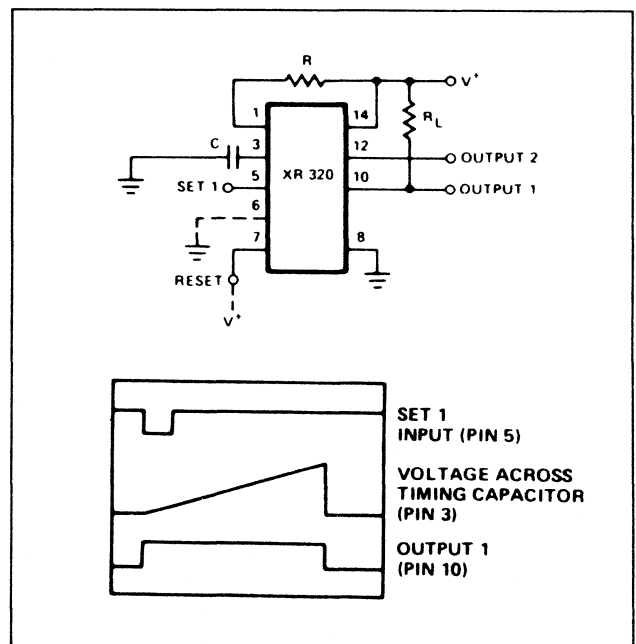 R
V+
1
14
RL
C
3
12
OUTPUT 2
XR 320
5
10
SET 1
OUTPUT 1
6
7
8
RESET
V+
SET 1
INPUT (PIN 5)
VOLTAGE ACROSS
TIMING CAPACITOR
(PIN 3)
OUTPUT 1
(PIN 10)